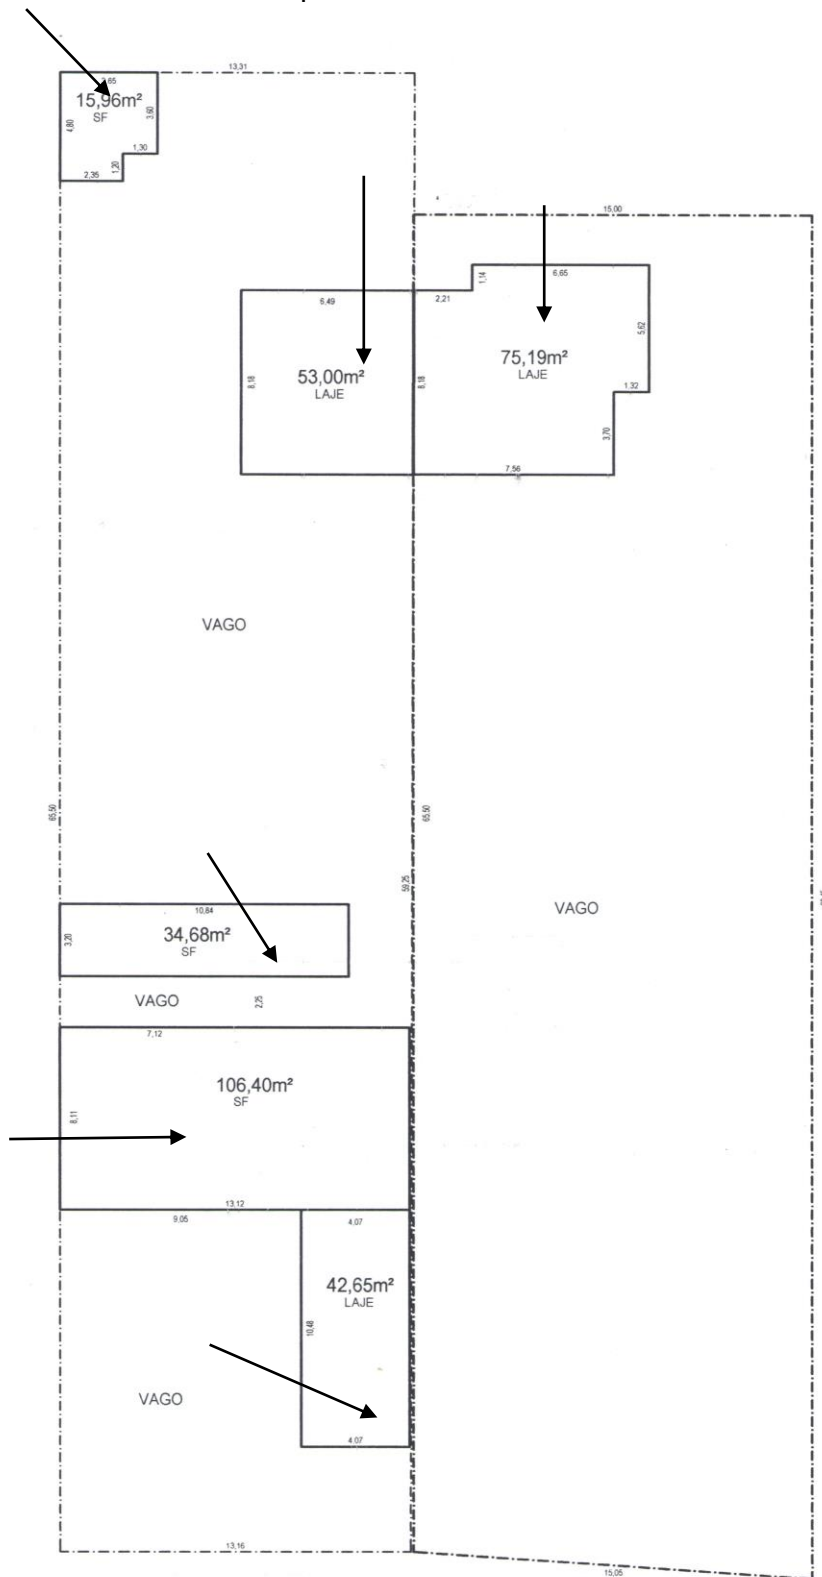 13,31
3,65
15,96m²
SF
4,80
3,60
1,30
1,20
2,35
15,00
6,65
1,14
6,49
2,21
5,62
75,19m²
LAJE
53,00m²
LAJE
8,18
8,18
1,32
3,70
7,56
VAGO
65,50
65,50
59,25
10,84
34,68m²
SF
3,20
VAGO
VAGO
2,25
7,12
106,40m²
SF
8,11
13,12
9,05
4,07
42,65m²
LAJE
10,48
VAGO
4,07
13,16
15,05